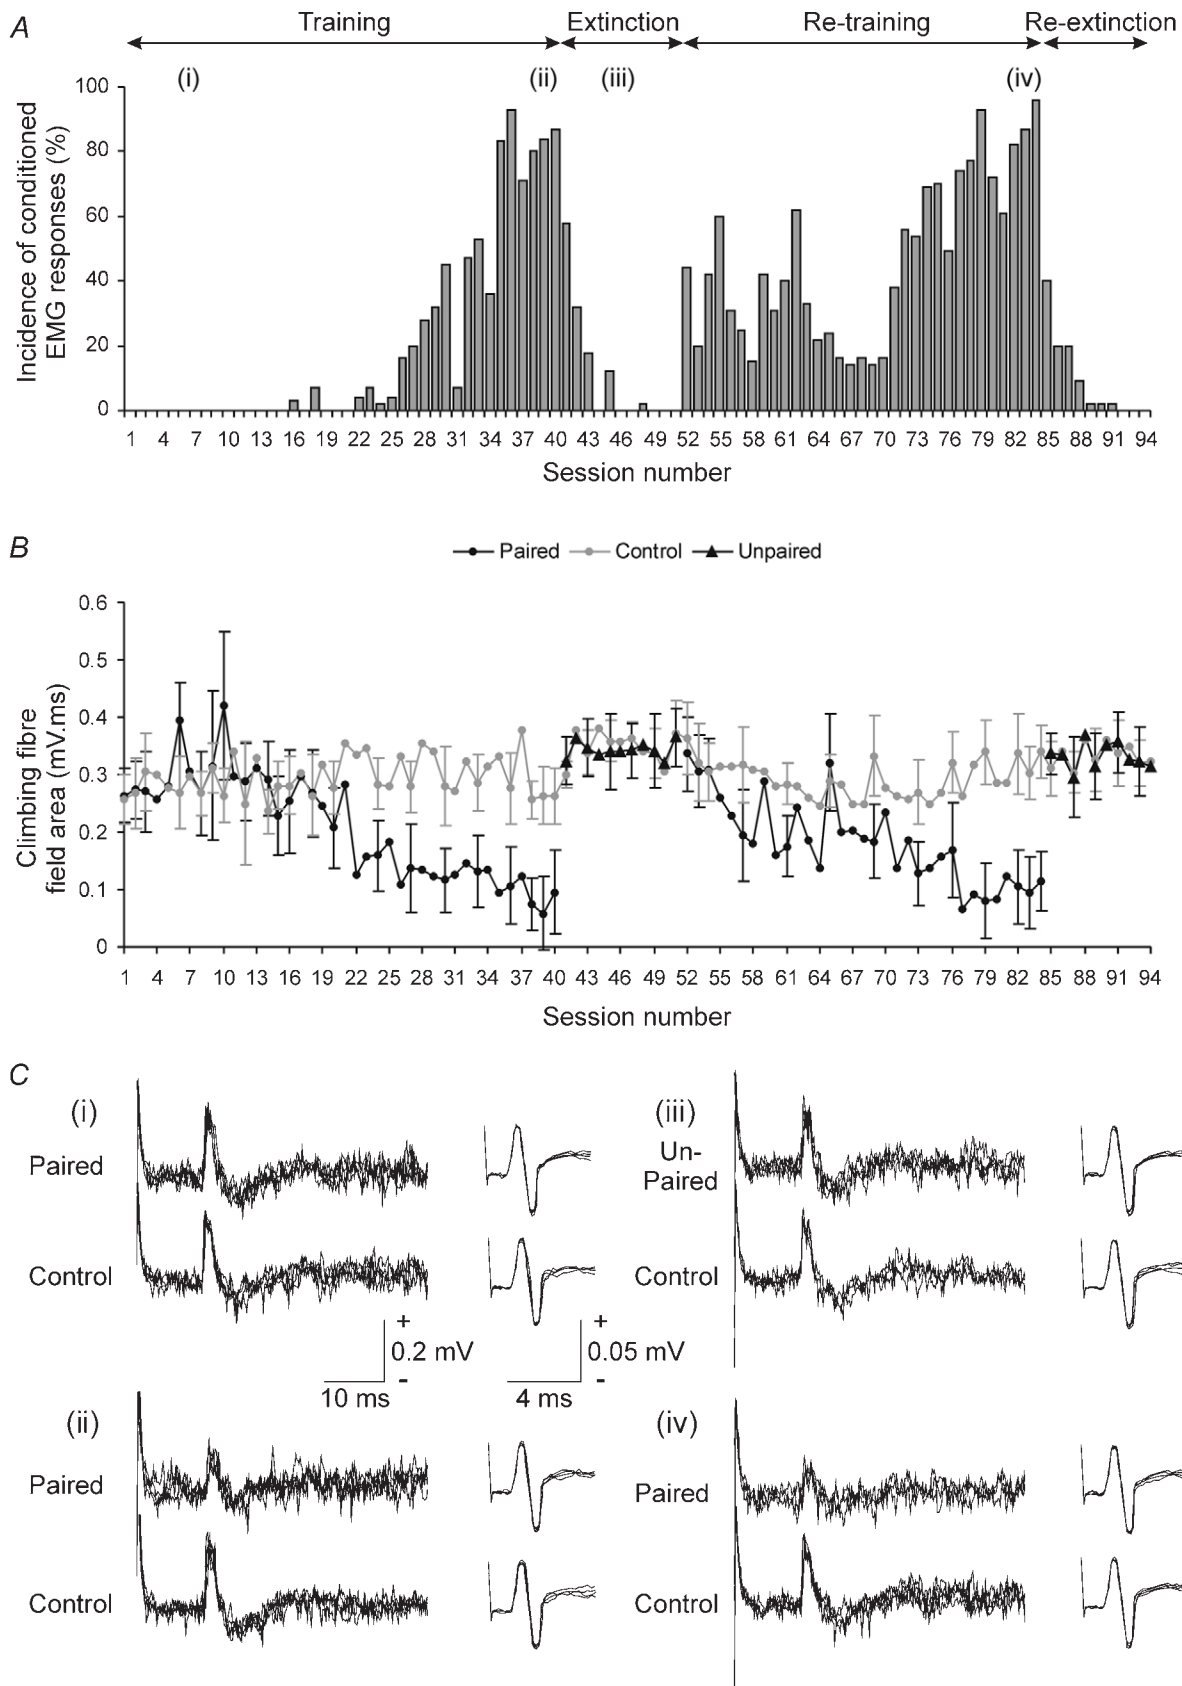 A
Training Extinction Re-training Re-extinction
(i) (ii) (iii) (iv)
Incidence of conditioned
EMG responses (%)
100
80
60
40
20
0
1 4 7 10 13 16 19 22 25 28 31 34 37 40 43 46 49 52 55 58 61 64 67 70 73 76 79 82 85 88 91 94
Session number
B
Paired Control Unpaired
Climbing fibre
field area (mV.ms)
0.6
0.5
0.4
0.3
0.2
0.1
0
1 4 7 10 13 16 19 22 25 28 31 34 37 40 43 46 49 52 55 58 61 64 67 70 73 76 79 82 85 88 91 94
Session number
C
(i)
Paired
Control
+
0.2 mV
-
10 ms
+
0.05 mV
-
4 ms
(ii)
Paired
Control
(iii)
Un-
Paired
Control
(iv)
Paired
Control